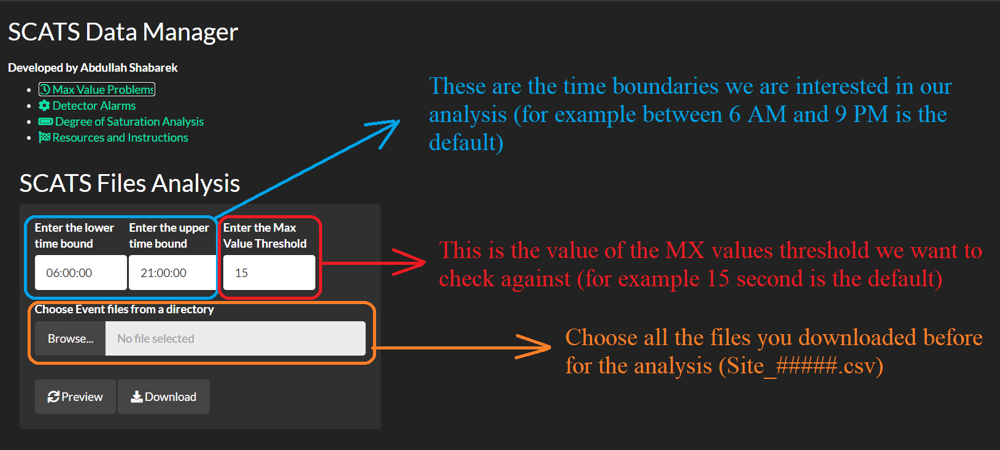 SCATS Data Manager
Developed by Abdullah Shabarek
Max Value Problems
Detector Alarms
Degree of Saturation Analysis
Resources and Instructions
These are the time boundaries we are interested in our
analysis (for example between 6 AM and 9 PM is the
default)
SCATS Files Analysis
Enter the lower
time bound
Enter the upper
time bound
Enter the Max
Value Threshold
06:00:00
21:00:00
15
This is the value of the MX values threshold we want to
check against (for example 15 second is the default)
Choose Event files from a directory
Browse...
No file selected
Choose all the files you downloaded before
for the analysis (Site_#####.csv)
Preview
Download